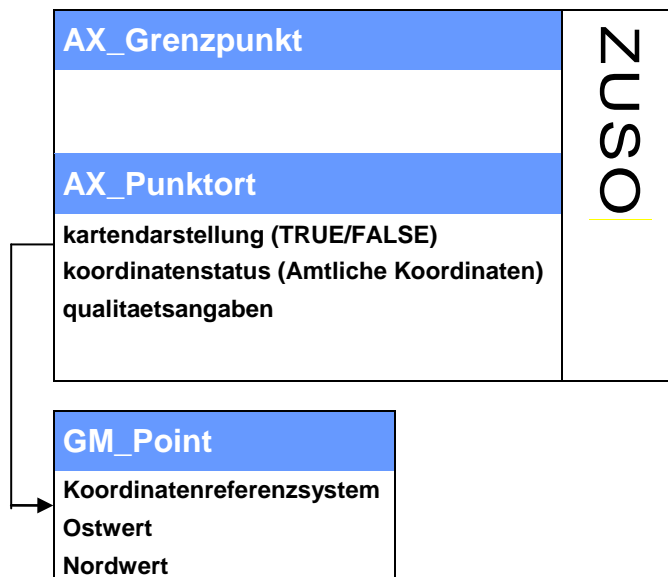 AX_Grenzpunkt
ZUSO
AX_Punktort
kartendarstellung (TRUE/FALSE)
koordinatenstatus (Amtliche Koordinaten)
qualitaetsangaben
GM_Point
Koordinatenreferenzsystem
Ostwert
Nordwert